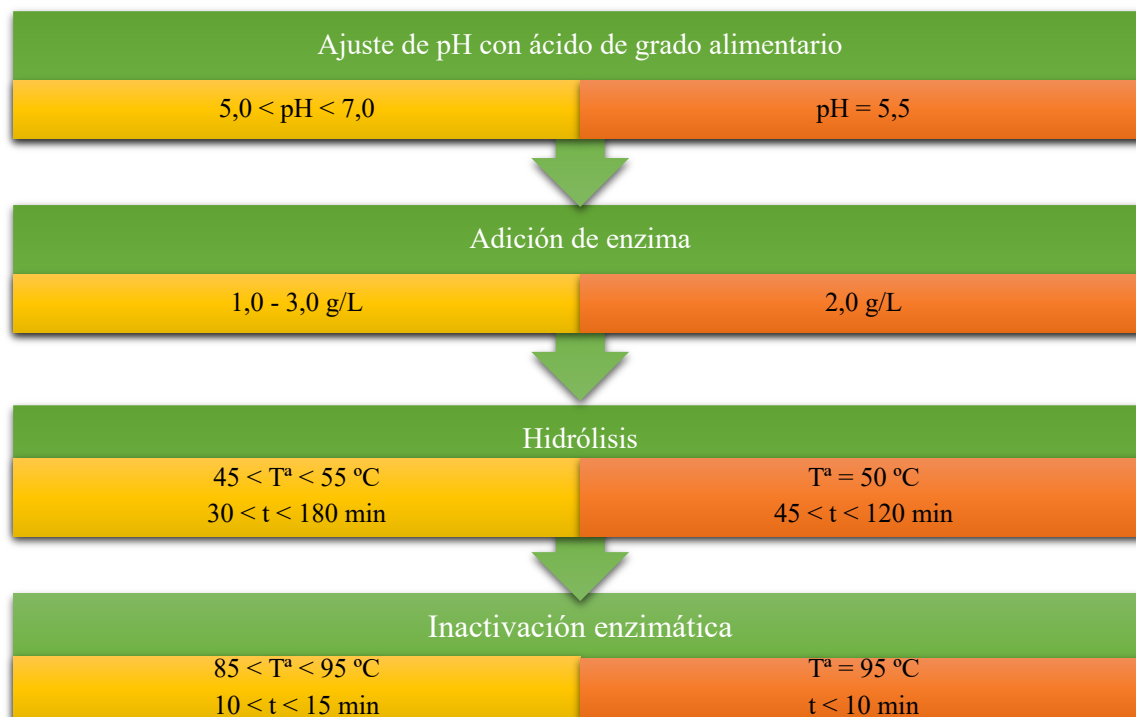 Ajuste de pH con ácido de grado alimentario
5,0 < pH < 7,0
pH = 5,5
Adición de enzima
1,0 - 3,0 g/L
2,0 g/L
Hidrólisis
45 < Tª < 55 ºC
30 < t < 180 min
Tª = 50 ºC
45 < t < 120 min
Inactivación enzimática
85 < Tª < 95 ºC
10 < t < 15 min
Tª = 95 ºC
t < 10 min